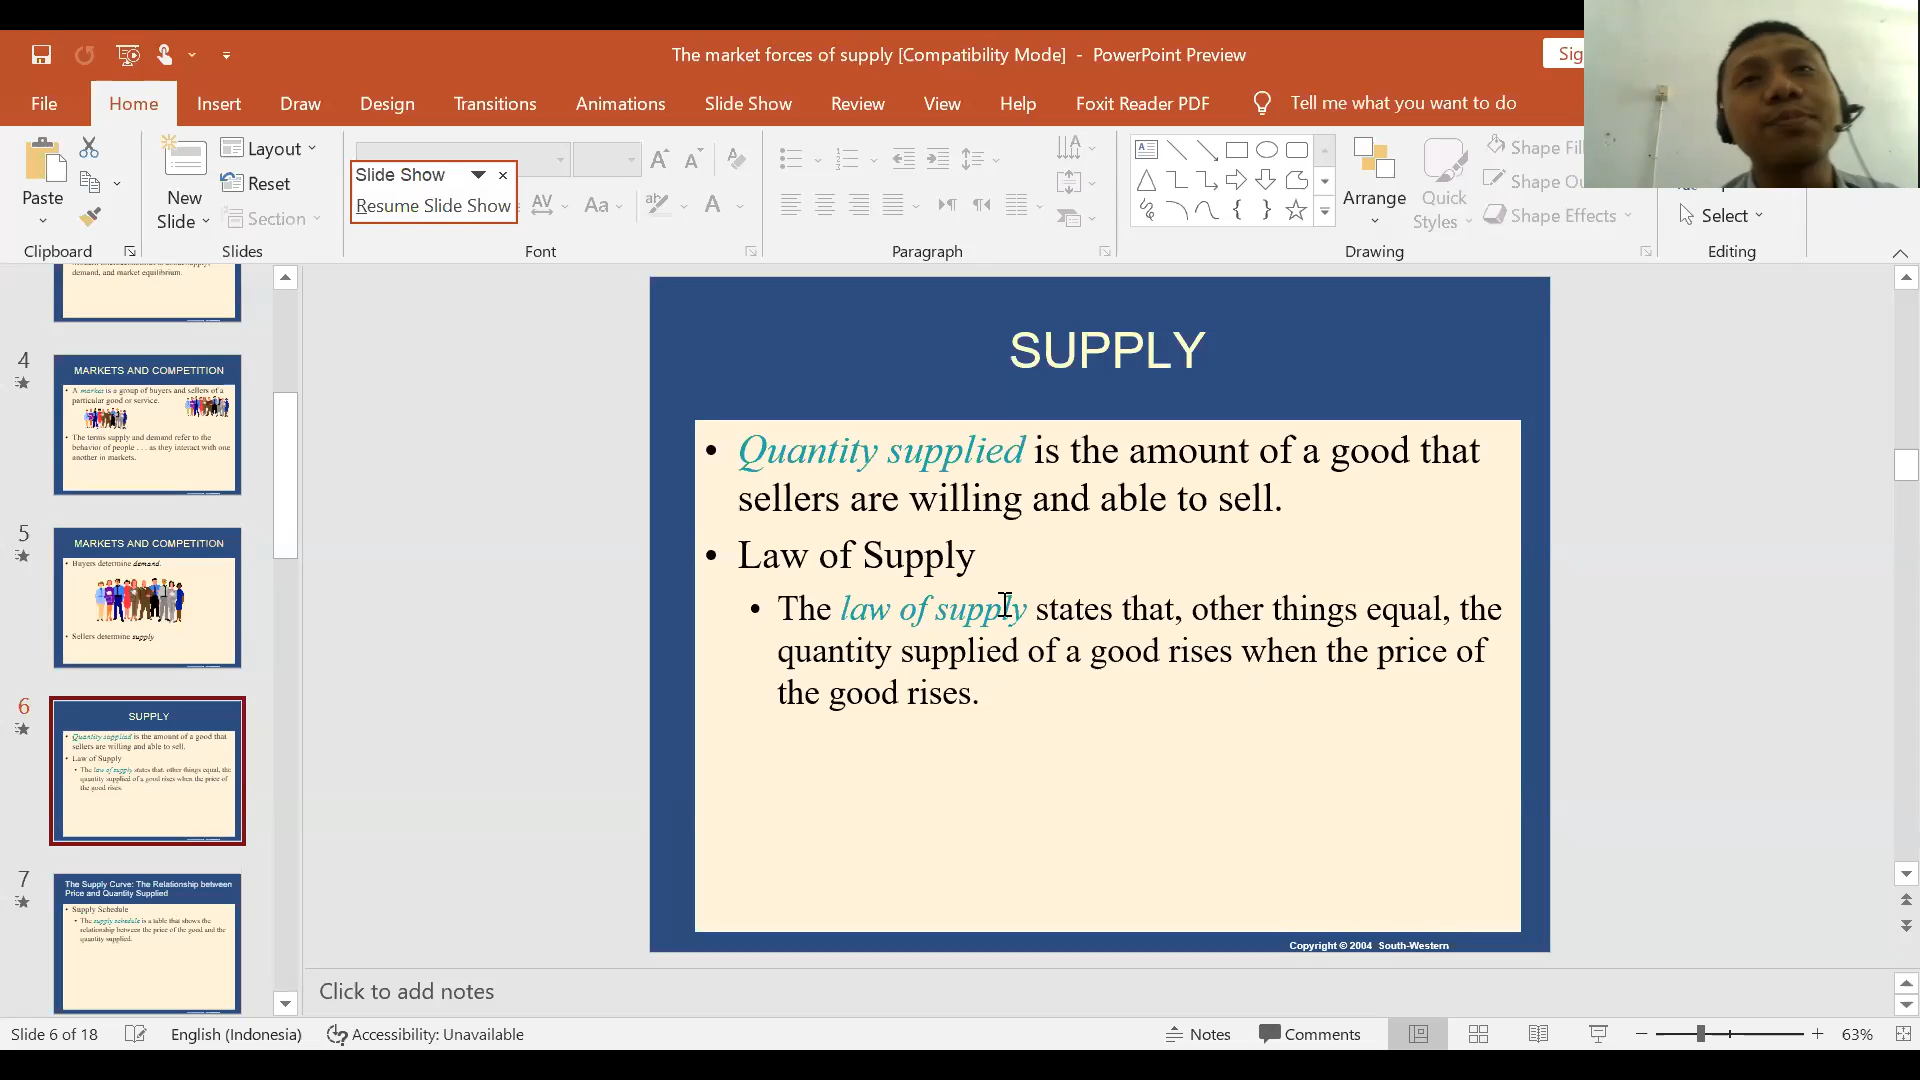 The market forces of supply [Compatibility Mode] - PowerPoint Preview
Sig
File Home Insert Draw Design Transitions Animations Slide Show Review View Help Foxit Reader PDF Tell me what you want to do
Paste
Clipboard
New
Slide
Layout
Reset
Section
Slides
Slide Show
Resume Slide Show
AV Aa A
Font
Paragraph
Arrange
Quick
Styles
Shape Fil
Shape Ou
Shape Effects
Drawing
Select
Editing
demand, and market equilibrium.
4
MARKETS AND COMPETITION
• A market is a group of buyers and sellers of a
particular good or service.
• The terms supply and demand refer to the
behavior of people . . . as they interact with one
another in markets.
5
MARKETS AND COMPETITION
• Buyers determine demand.
• Sellers determine supply
6
SUPPLY
• Quantity supplied is the amount of a good that
sellers are willing and able to sell.
• Law of Supply
• The law of supply states that, other things equal, the
quantity supplied of a good rises when the price of
the good rises.
7
The Supply Curve: The Relationship between
Price and Quantity Supplied
• Supply Schedule
• The supply schedule is a table that shows the
relationship between the price of the good and the
quantity supplied.
SUPPLY
• Quantity supplied is the amount of a good that
sellers are willing and able to sell.
• Law of Supply
• The law of supply states that, other things equal, the
quantity supplied of a good rises when the price of
the good rises.
Copyright © 2004 South-Western
Click to add notes
Slide 6 of 18 English (Indonesia) Accessibility: Unavailable Notes Comments 63%